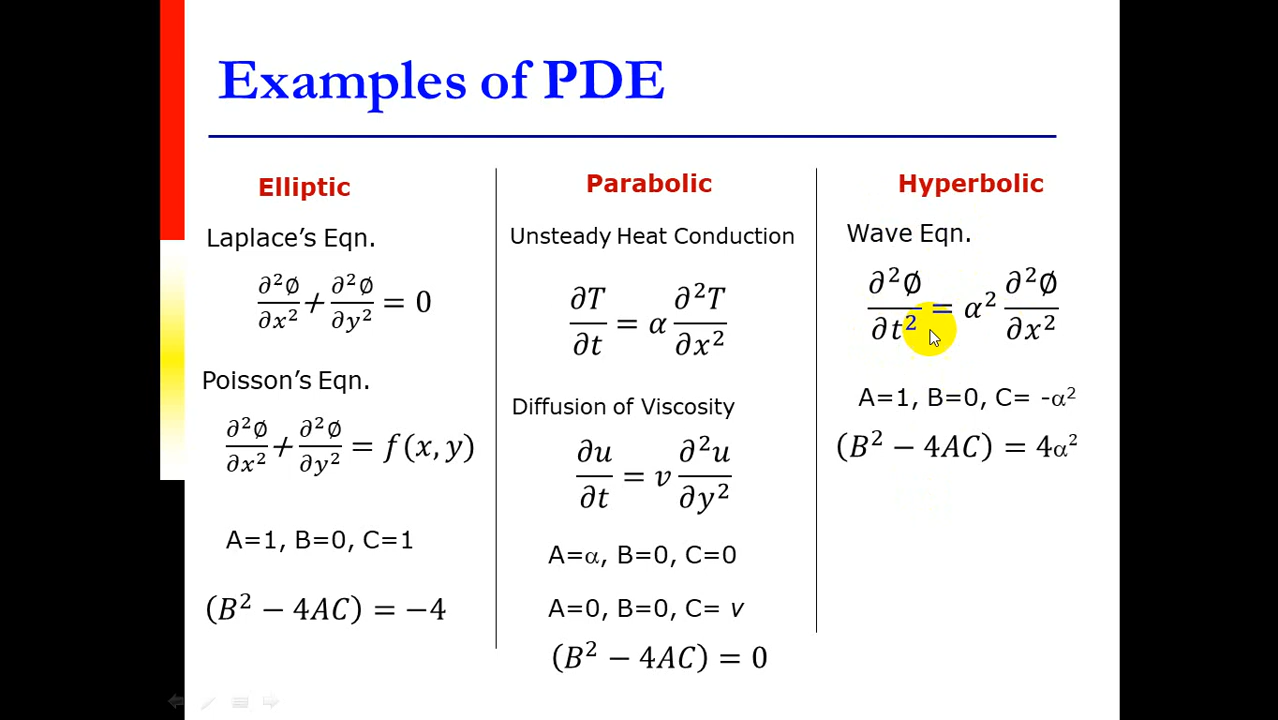 Examples of PDE
Elliptic
Laplace's Eqn.
∂²∅/∂x² + ∂²∅/∂y² = 0
Poisson's Eqn.
∂²∅/∂x² + ∂²∅/∂y² = f(x, y)
A=1, B=0, C=1
(B² − 4AC) = −4
Parabolic
Unsteady Heat Conduction
∂T/∂t = α ∂²T/∂x²
Diffusion of Viscosity
∂u/∂t = v ∂²u/∂y²
A=α, B=0, C=0
A=0, B=0, C= v
(B² − 4AC) = 0
Hyperbolic
Wave Eqn.
∂²∅/∂t² = α² ∂²∅/∂x²
A=1, B=0, C= -α²
(B² − 4AC) = 4α²